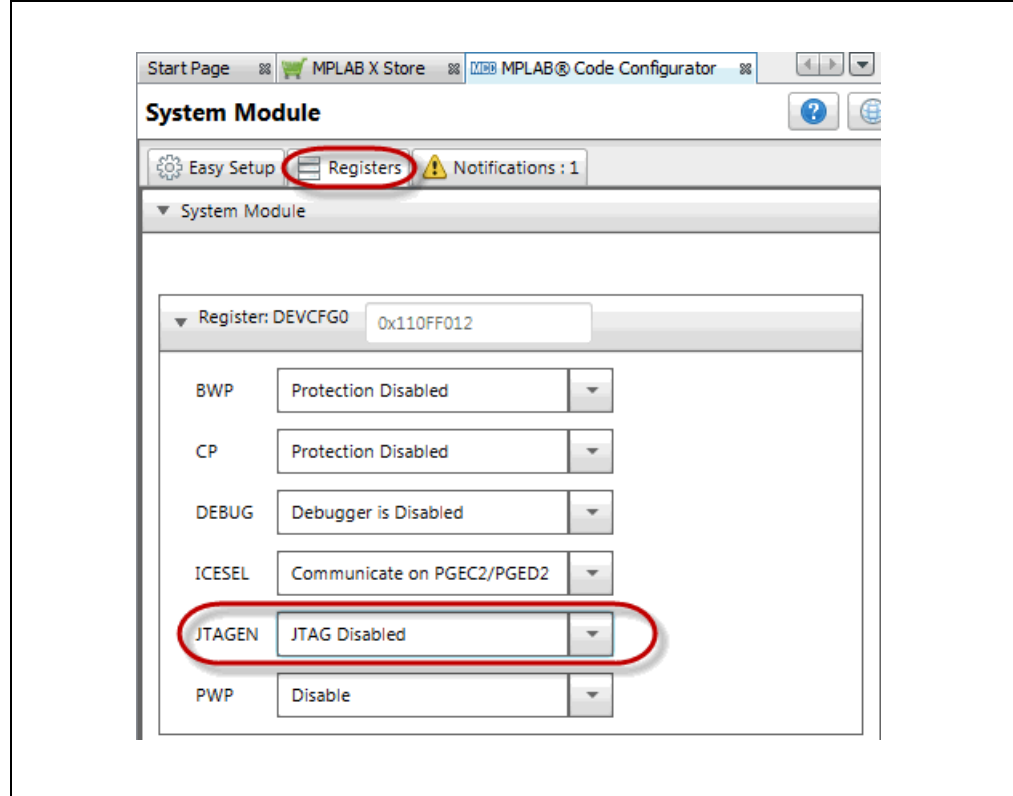 Start Page MPLAB X Store MPLAB® Code Configurator
System Module
Easy Setup Registers Notifications : 1
System Module
Register: DEVCFG0 0x110FF012
BWP Protection Disabled
CP Protection Disabled
DEBUG Debugger is Disabled
ICESEL Communicate on PGEC2/PGED2
JTAGEN JTAG Disabled
PWP Disable